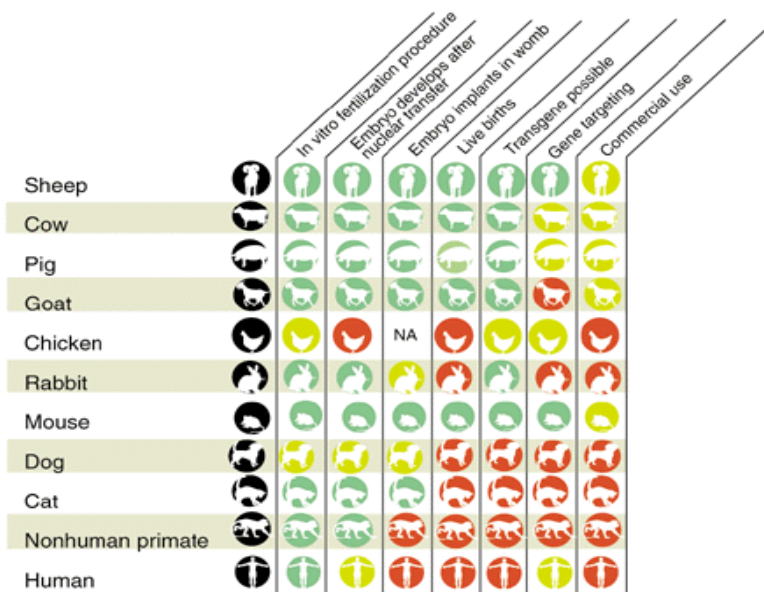 In vitro fertilization procedure
Embryo develops after
nuclear transfer
Embryo implants in womb
Live births
Transgene possible
Gene targeting
Commercial use
Sheep
Cow
Pig
Goat
Chicken
NA
Rabbit
Mouse
Dog
Cat
Nonhuman primate
Human